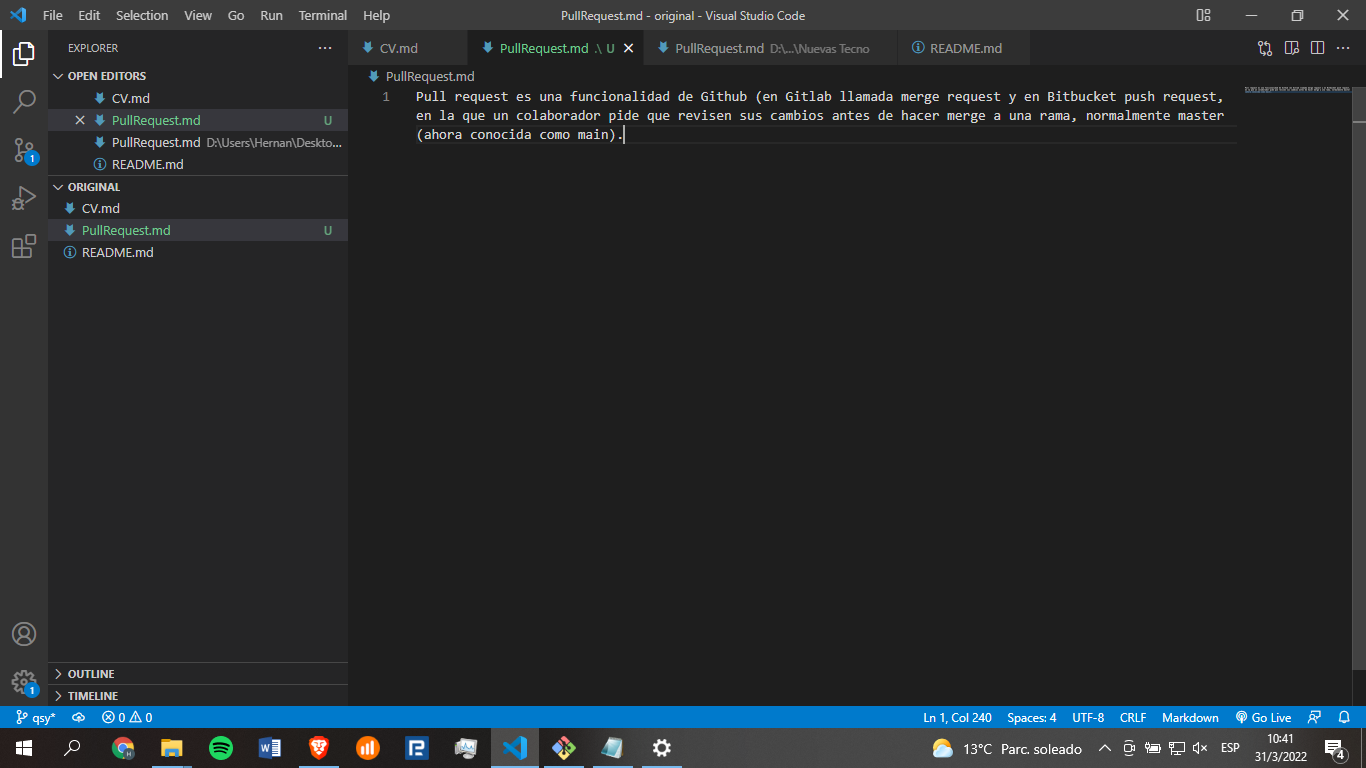 File Edit Selection View Go Run Terminal Help
PullRequest.md - original - Visual Studio Code
EXPLORER
OPEN EDITORS
CV.md
PullRequest.md U
PullRequest.md D:\Users\Hernan\Deskto...
README.md
ORIGINAL
CV.md
PullRequest.md U
README.md
OUTLINE
TIMELINE
CV.md PullRequest.md .\ U PullRequest.md D:\...\Nuevas Tecno README.md
PullRequest.md
1 Pull request es una funcionalidad de Github (en Gitlab llamada merge request y en Bitbucket push request,
en la que un colaborador pide que revisen sus cambios antes de hacer merge a una rama, normalmente master
(ahora conocida como main).
1
1
qsy* 0 0 Ln 1, Col 240 Spaces: 4 UTF-8 CRLF Markdown Go Live
13°C Parc. soleado ESP 10:41
31/3/2022 4